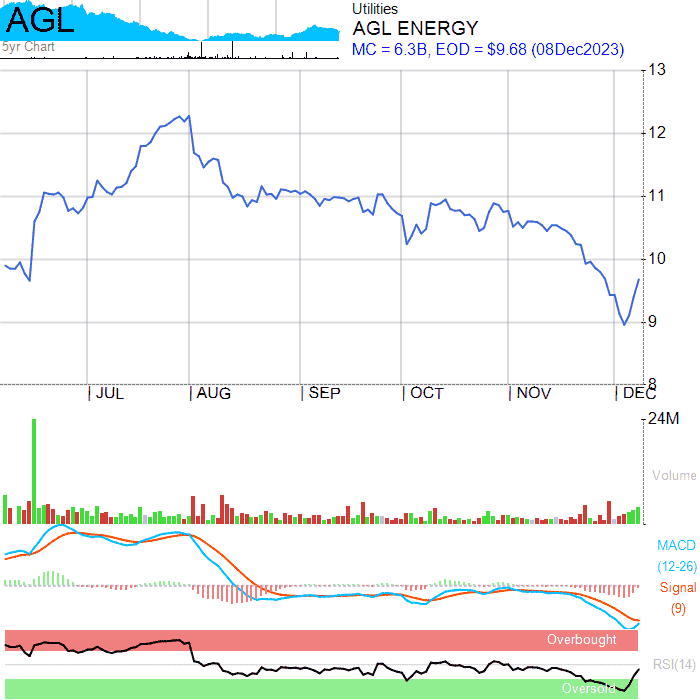 AGL
5yr Chart
Utilities
AGL ENERGY
MC = 6.3B, EOD = $9.68 (08Dec2023)
13
12
11
10
9
8
JUL AUG SEP OCT NOV DEC
24M
Volume
MACD
(12-26)
Signal
(9)
Overbought
RSI(14)
Oversold